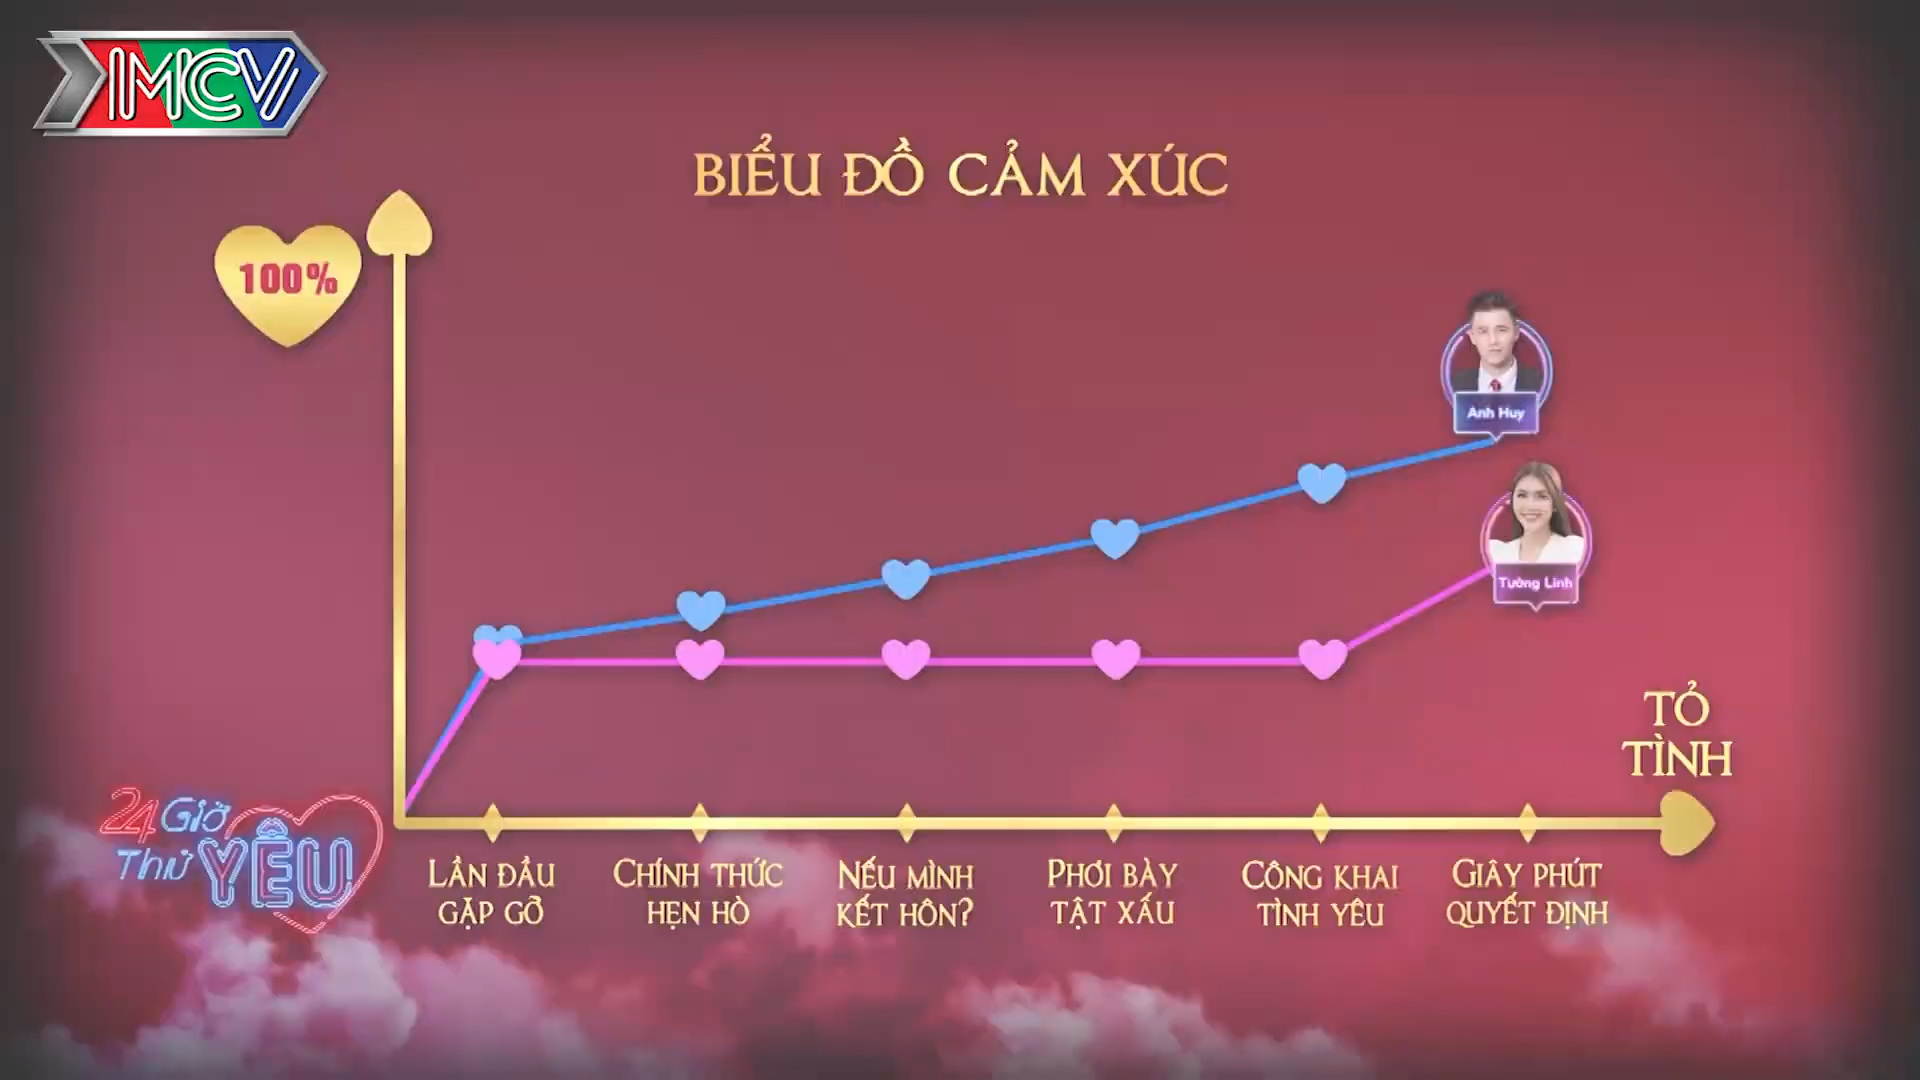 MCV
BIỂU ĐỒ CẢM XÚC
100%
Anh Huy
Tường Linh
TỎ
TÌNH
24 Giờ
Thử YÊU
LẦN ĐẦU
GẶP GỠ
CHÍNH THỨC
HẸN HÒ
NẾU MÌNH
KẾT HÔN?
PHƠI BÀY
TẬT XẤU
CÔNG KHAI
TÌNH YÊU
GIÂY PHÚT
QUYẾT ĐỊNH